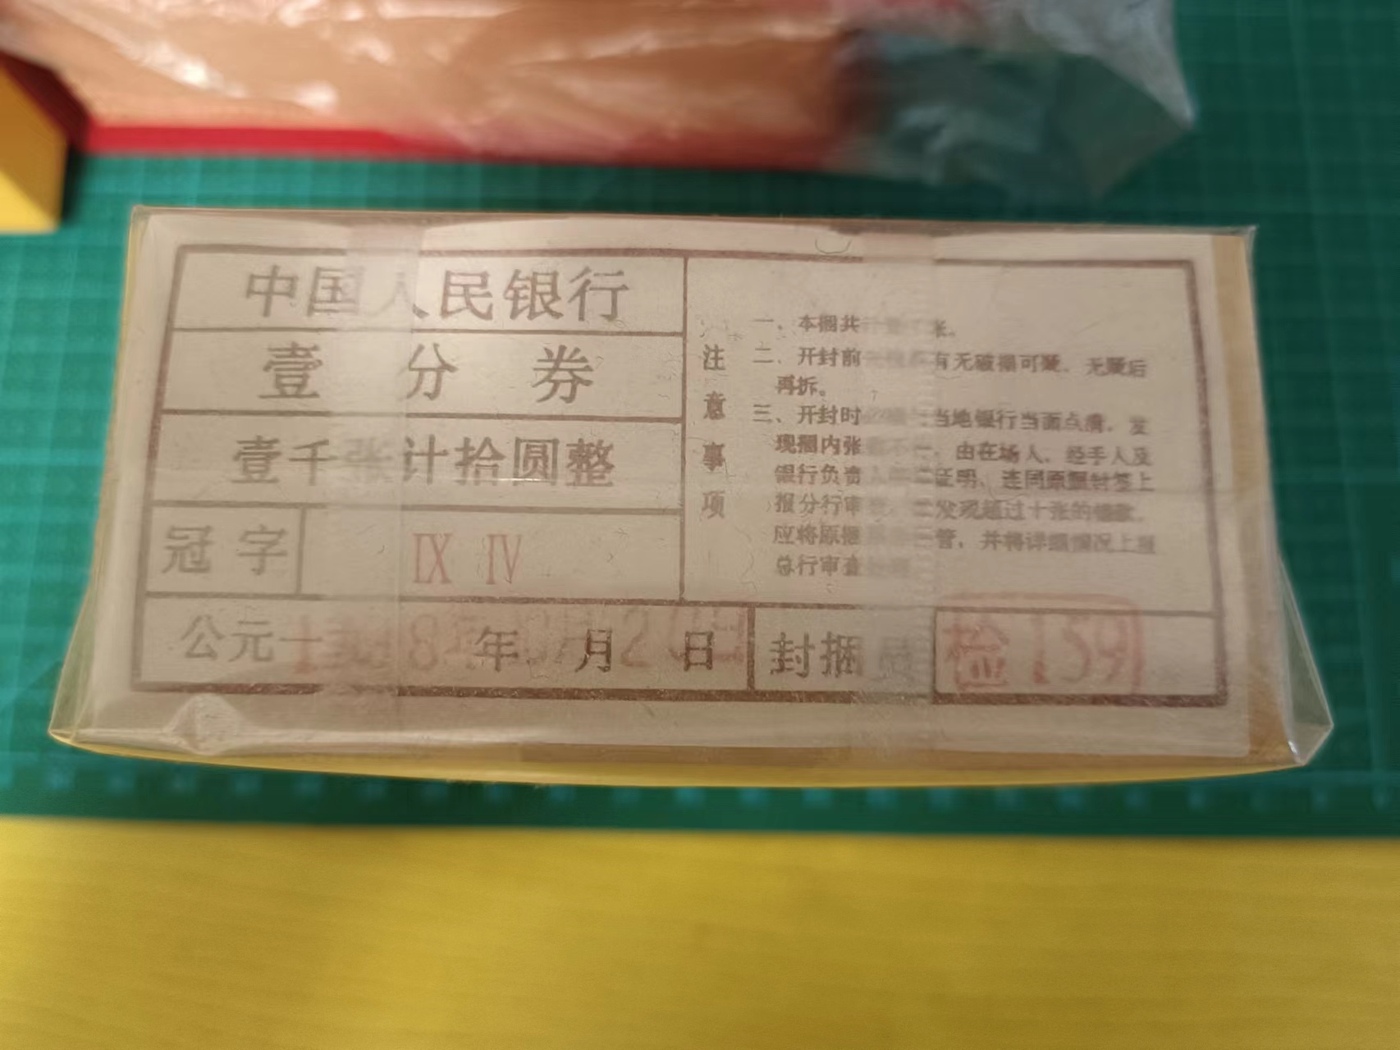 中国人民银行
壹 分 券
壹千张计拾圆整
冠 字
IX IV
公元一 年 月 日
封捆员
检159
注意事项
一、本捆共 张。
二、开封前 有无破捆可疑。无疑后
再拆。
三、开封时 当地银行当面点清。发
现捆内张 由在场人、经手人及
银行负责 证明。连同原 封签上
报分行审 发现超过十张的
应将原捆 管，并将详细情况上报
总行审查